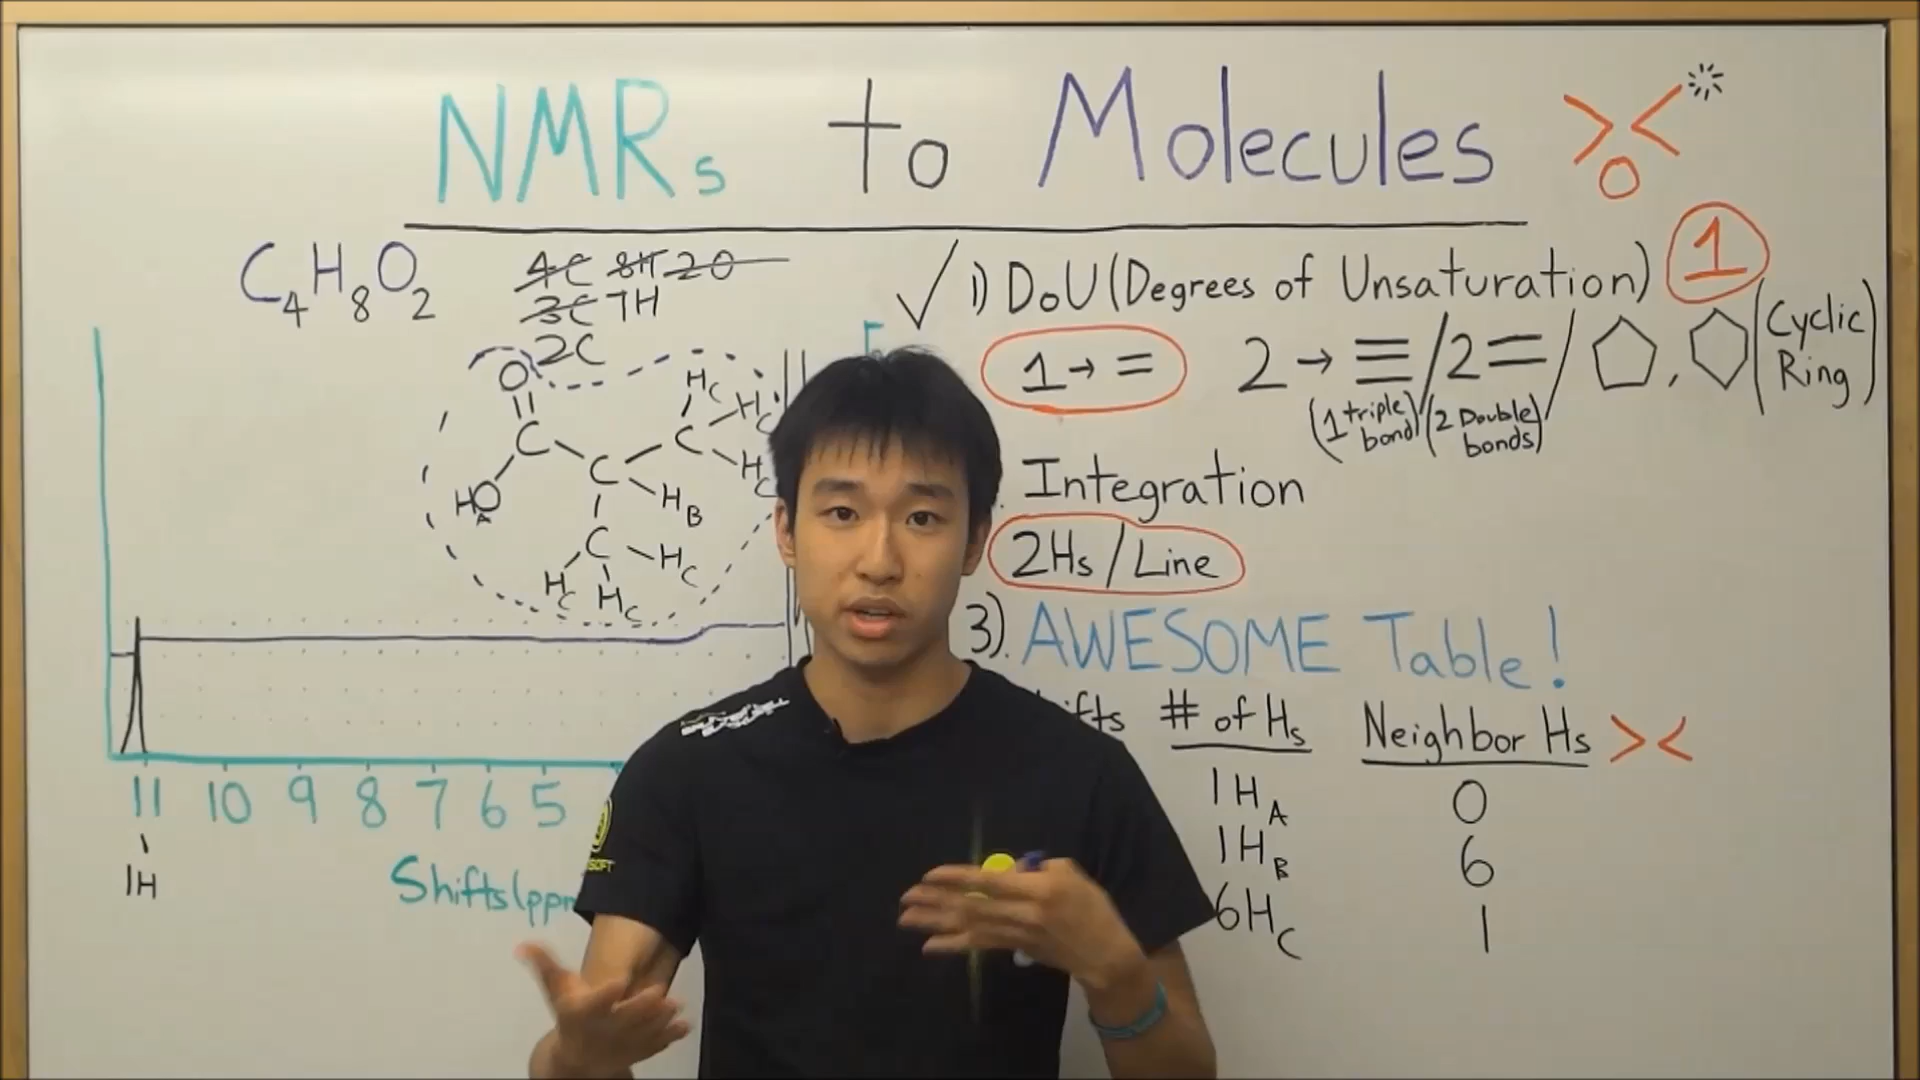 NMRs to Molecules
C4H8O2
4C 8H 2O
3C 7H
2C
1) DoU (Degrees of Unsaturation) 1
1 → = 2 → ≡ / 2 = / , (Cyclic Ring)
(1 triple bond) (2 Double bonds)
O
C
HO
A
C
HB
C
HC
HC
HC
C
HC
HC
HC
Integration
2Hs / Line
3). AWESOME Table!
# of Hs Neighbor Hs
1HA 0
1HB 6
6HC 1
11 10 9 8 7 6 5
1H
Shifts (ppm